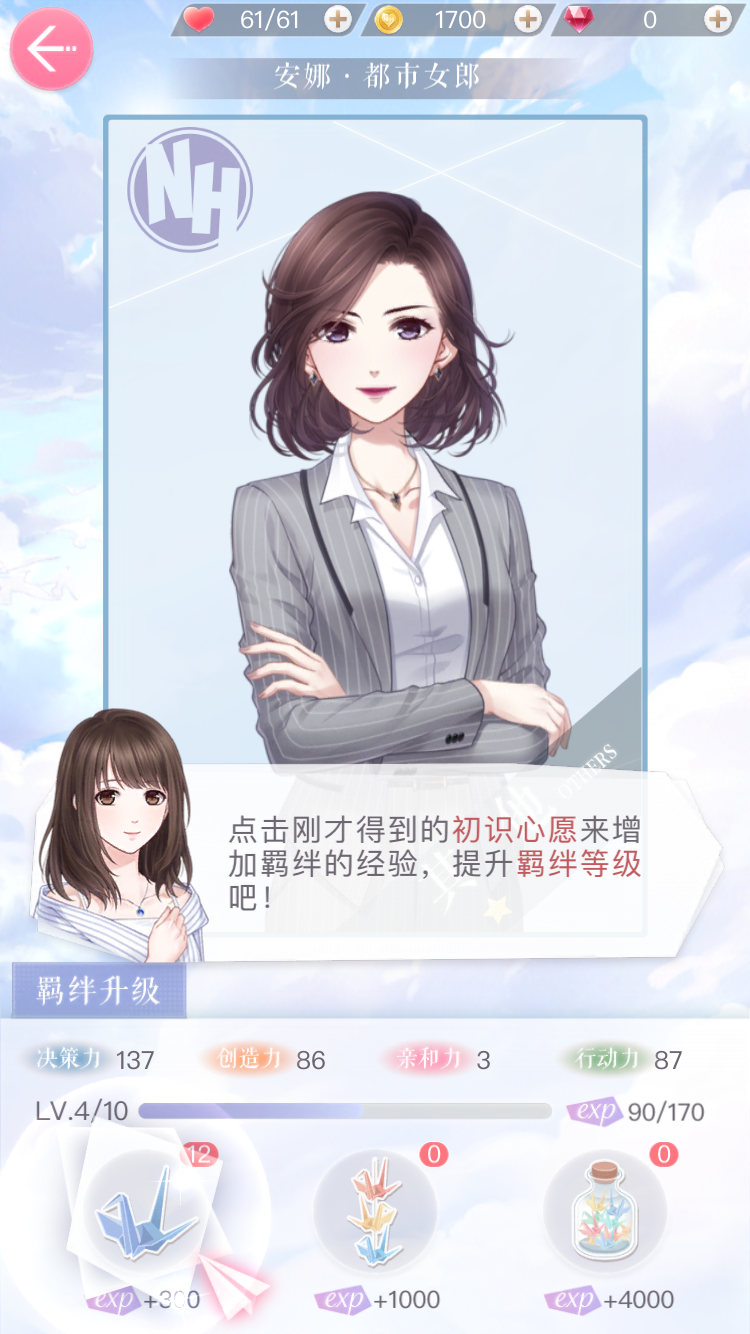 61/61
1700
0
安娜·都市女郎
NH
OTHERS
点击刚才得到的初识心愿来增
加羁绊的经验，提升羁绊等级
吧！
羁绊升级
决策力 137
创造力 86
亲和力 3
行动力 87
LV.4/10
exp 90/170
12
0
0
exp +300
exp +1000
exp +4000